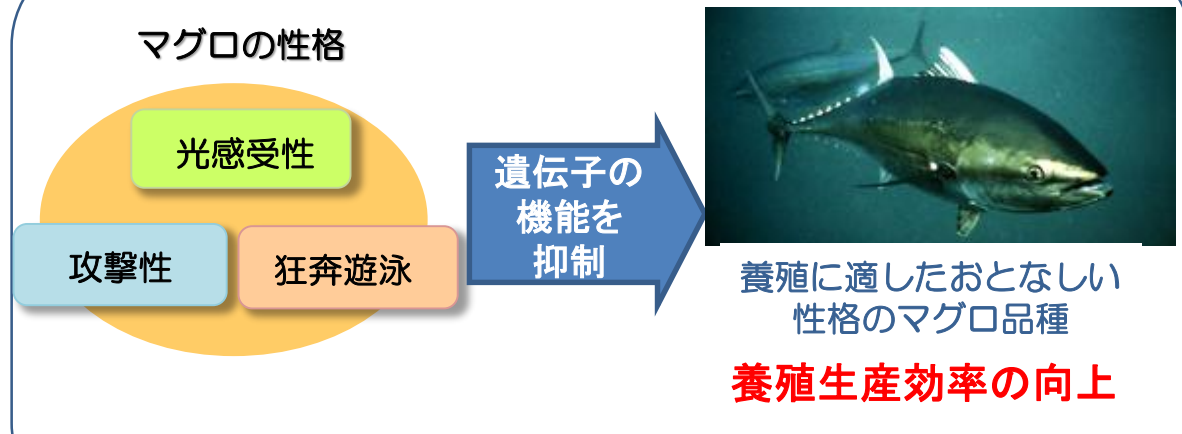 マグロの性格
光感受性
攻撃性
狂奔遊泳
遺伝子の
機能を
抑制
養殖に適したおとなしい
性格のマグロ品種
養殖生産効率の向上